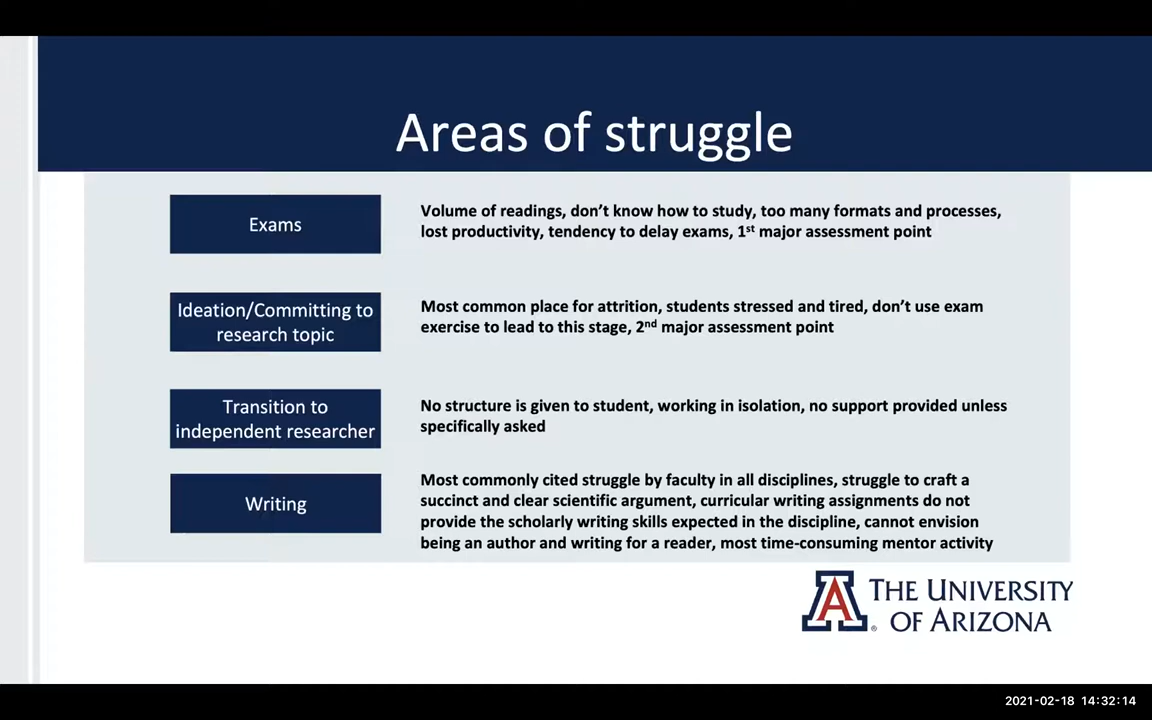 Areas of struggle
Exams
Volume of readings, don’t know how to study, too many formats and processes,
lost productivity, tendency to delay exams, 1st major assessment point
Ideation/Committing to
research topic
Most common place for attrition, students stressed and tired, don’t use exam
exercise to lead to this stage, 2nd major assessment point
Transition to
independent researcher
No structure is given to student, working in isolation, no support provided unless
specifically asked
Writing
Most commonly cited struggle by faculty in all disciplines, struggle to craft a
succinct and clear scientific argument, curricular writing assignments do not
provide the scholarly writing skills expected in the discipline, cannot envision
being an author and writing for a reader, most time-consuming mentor activity
A ® THE UNIVERSITY
OF ARIZONA
2021-02-18 14:32:14